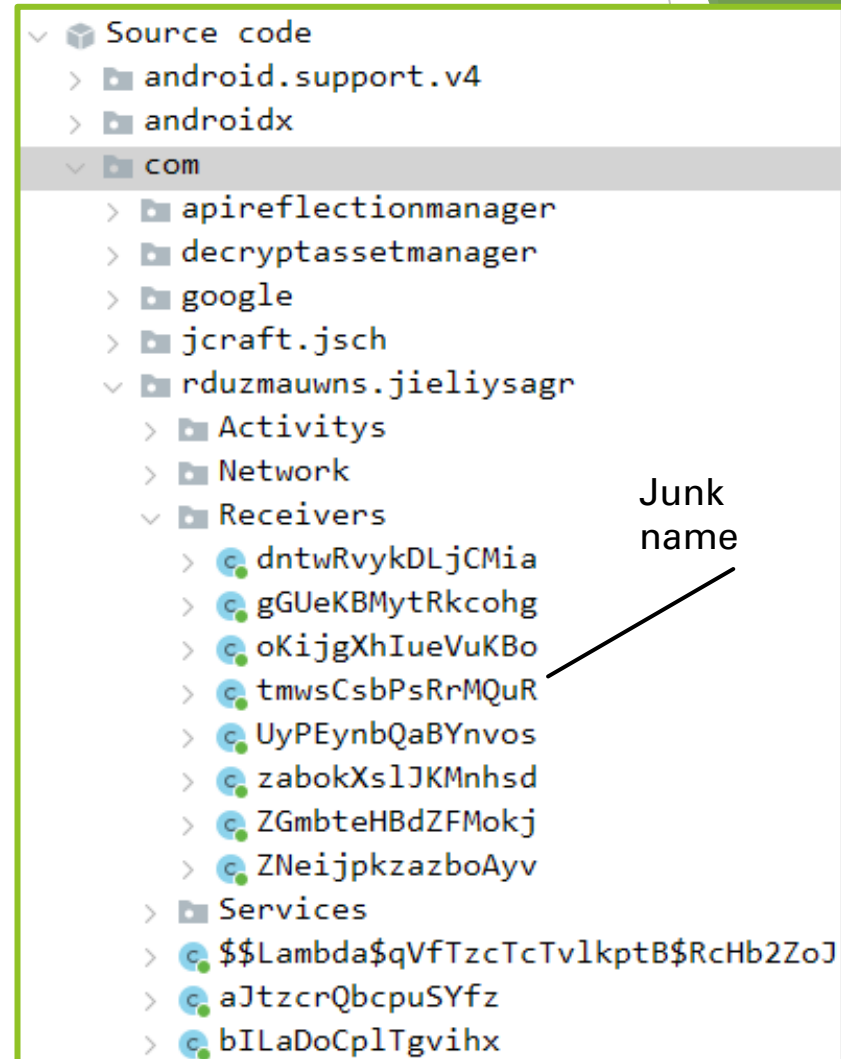 Source code
android.support.v4
androidx
com
apireflectionmanager
decryptassetmanager
google
jcraft.jsch
rduzmauwns.jieliysagr
Activitys
Network
Receivers
Junk
name
dntwRvykDLjCMia
gGUeKBMytRkcohg
oKijgXhIueVuKBo
tmwsCsbPsRrMQuR
UyPEynbQaBYnvos
zabokXslJKMnhsd
ZGmbteHBdZFMokj
ZNeijpkzazboAyv
Services
$$Lambda$qVfTzcTcTvlkptB$RcHb2ZoJ
aJtzcrQbcpuSYfz
bILaDoCplTgvihx